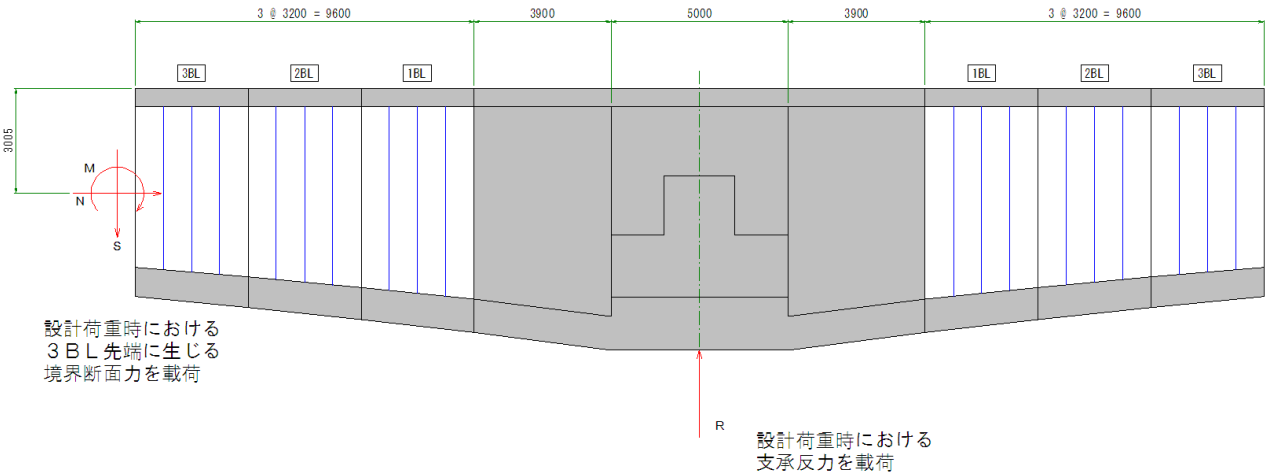 3 @ 3200 = 9600
3900
5000
3900
3 @ 3200 = 9600
3BL
2BL
1BL
1BL
2BL
3BL
3005
M
N
S
設計荷重時における
３ＢＬ先端に生じる
境界断面力を載荷
R
設計荷重時における
支承反力を載荷